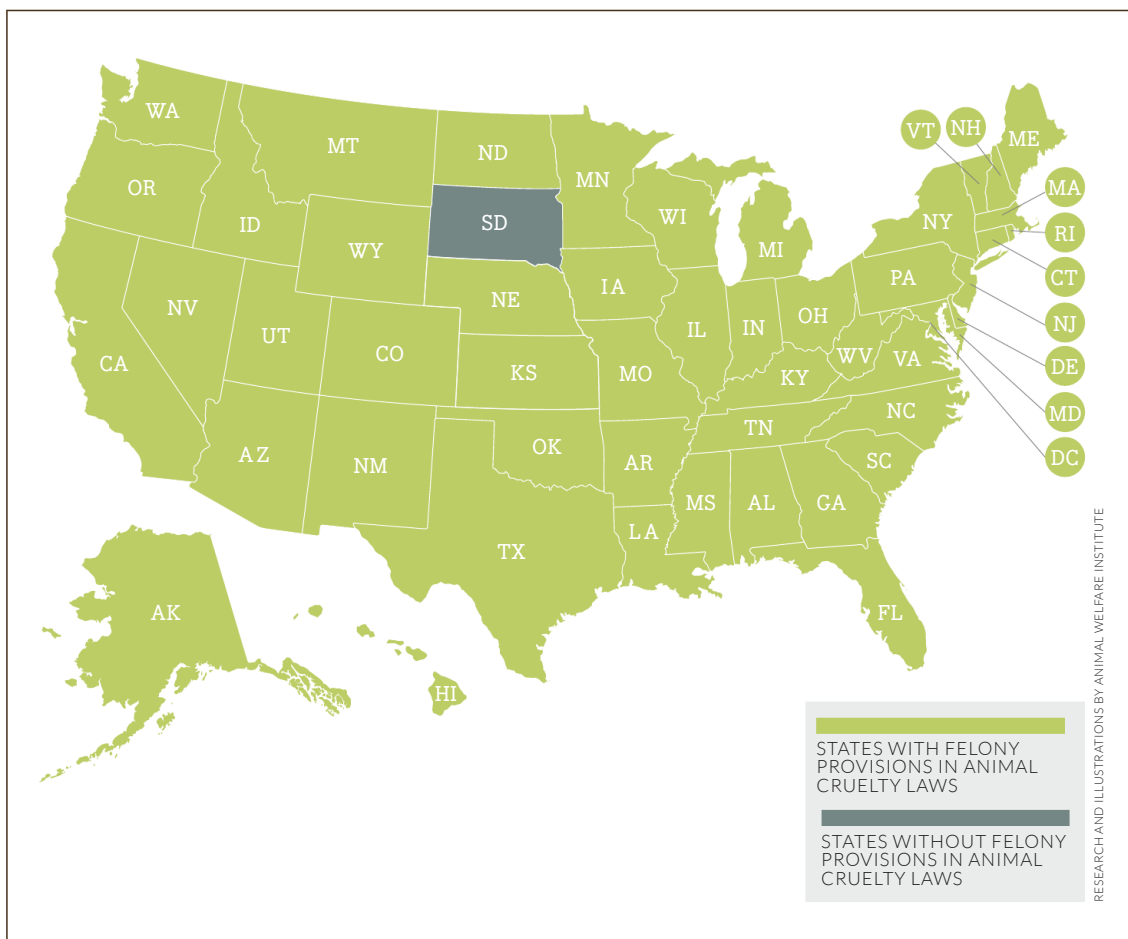 WA
MT
ND
MN
VT
NH
ME
OR
ID
WY
SD
WI
MI
NY
MA
RI
CT
NJ
DE
MD
DC
NV
UT
CO
NE
IA
IL
IN
OH
PA
CA
KS
MO
KY
WV
VA
AZ
NM
OK
AR
TN
NC
SC
TX
LA
MS
AL
GA
FL
AK
HI
STATES WITH FELONY
PROVISIONS IN ANIMAL
CRUELTY LAWS
STATES WITHOUT FELONY
PROVISIONS IN ANIMAL
CRUELTY LAWS
RESEARCH AND ILLUSTRATIONS BY ANIMAL WELFARE INSTITUTE